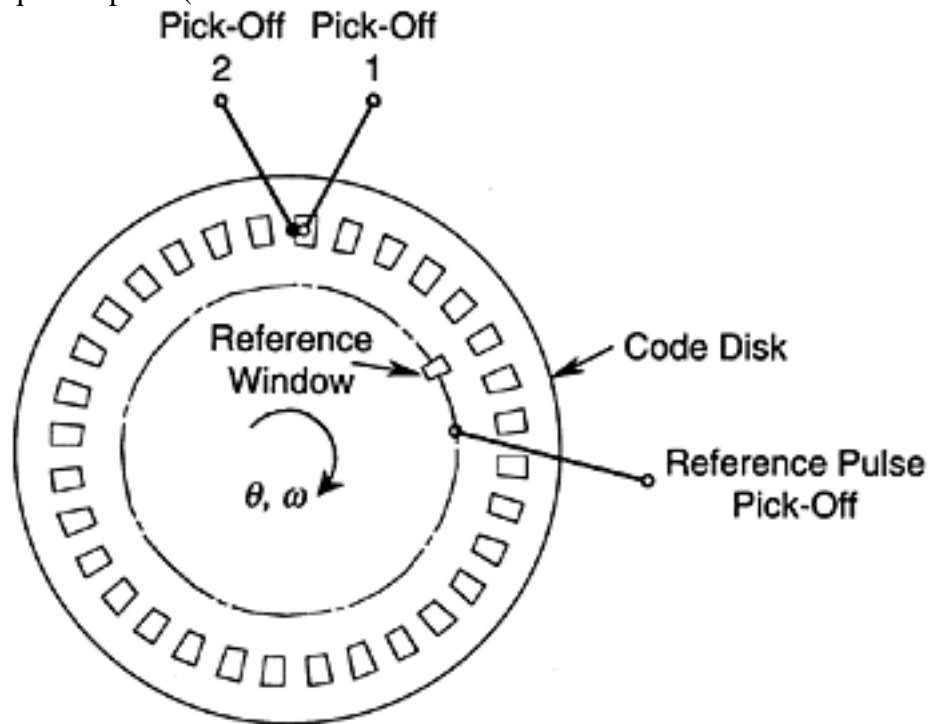 Pick-Off Pick-Off
2 1
Reference
Window
Code Disk
θ, ω
Reference Pulse
Pick-Off